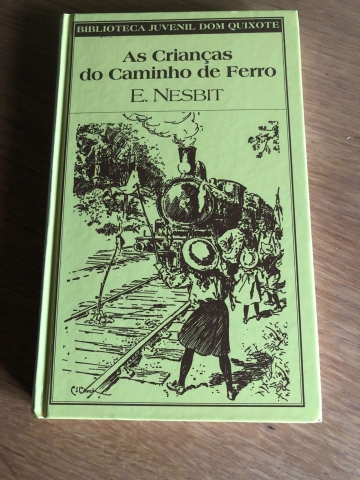 BIBLIOTECA JUVENIL DOM QUIXOTE
As Crianças
do Caminho de Ferro
E. NESBIT